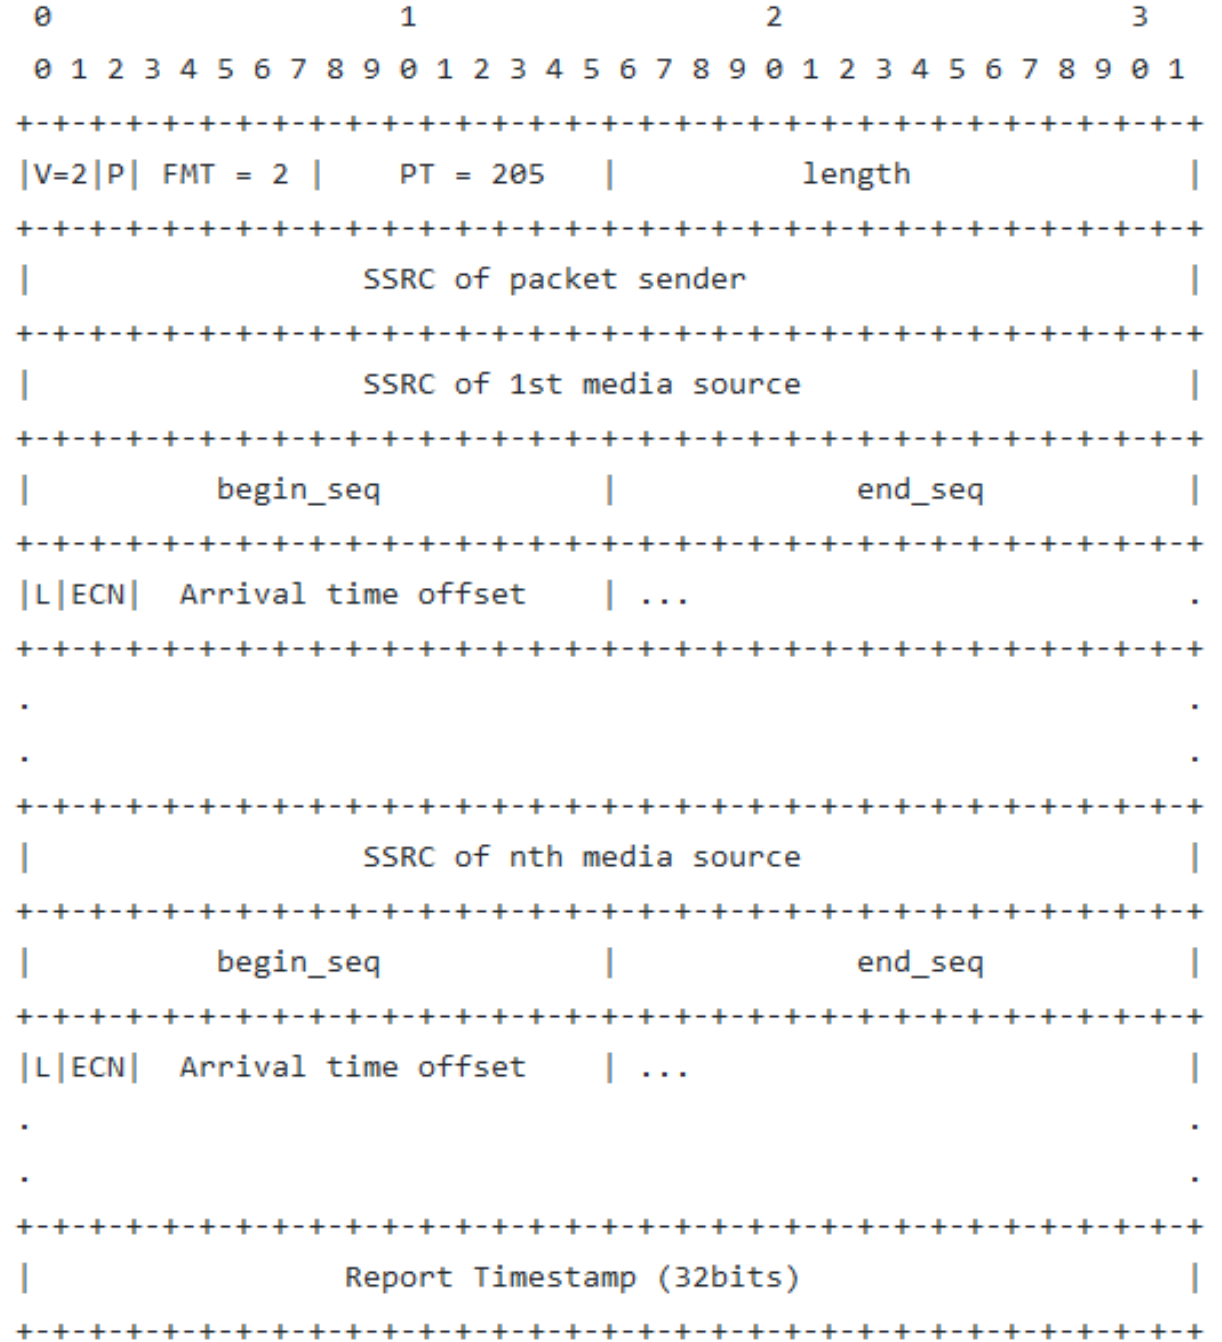 0                   1                   2                   3
 0 1 2 3 4 5 6 7 8 9 0 1 2 3 4 5 6 7 8 9 0 1 2 3 4 5 6 7 8 9 0 1
+-+-+-+-+-+-+-+-+-+-+-+-+-+-+-+-+-+-+-+-+-+-+-+-+-+-+-+-+-+-+-+-+
|V=2|P| FMT = 2 |    PT = 205   |          length               |
+-+-+-+-+-+-+-+-+-+-+-+-+-+-+-+-+-+-+-+-+-+-+-+-+-+-+-+-+-+-+-+-+
|                  SSRC of packet sender                        |
+-+-+-+-+-+-+-+-+-+-+-+-+-+-+-+-+-+-+-+-+-+-+-+-+-+-+-+-+-+-+-+-+
|                  SSRC of 1st media source                     |
+-+-+-+-+-+-+-+-+-+-+-+-+-+-+-+-+-+-+-+-+-+-+-+-+-+-+-+-+-+-+-+-+
|          begin_seq            |             end_seq           |
+-+-+-+-+-+-+-+-+-+-+-+-+-+-+-+-+-+-+-+-+-+-+-+-+-+-+-+-+-+-+-+-+
|L|ECN|  Arrival time offset    | ...                           .
+-+-+-+-+-+-+-+-+-+-+-+-+-+-+-+-+-+-+-+-+-+-+-+-+-+-+-+-+-+-+-+-+
.                                                               .
.                                                               .
+-+-+-+-+-+-+-+-+-+-+-+-+-+-+-+-+-+-+-+-+-+-+-+-+-+-+-+-+-+-+-+-+
|                  SSRC of nth media source                     |
+-+-+-+-+-+-+-+-+-+-+-+-+-+-+-+-+-+-+-+-+-+-+-+-+-+-+-+-+-+-+-+-+
|          begin_seq            |             end_seq           |
+-+-+-+-+-+-+-+-+-+-+-+-+-+-+-+-+-+-+-+-+-+-+-+-+-+-+-+-+-+-+-+-+
|L|ECN|  Arrival time offset    | ...                           |
.                                                               .
.                                                               .
+-+-+-+-+-+-+-+-+-+-+-+-+-+-+-+-+-+-+-+-+-+-+-+-+-+-+-+-+-+-+-+-+
|                 Report Timestamp (32bits)                     |
+-+-+-+-+-+-+-+-+-+-+-+-+-+-+-+-+-+-+-+-+-+-+-+-+-+-+-+-+-+-+-+-+